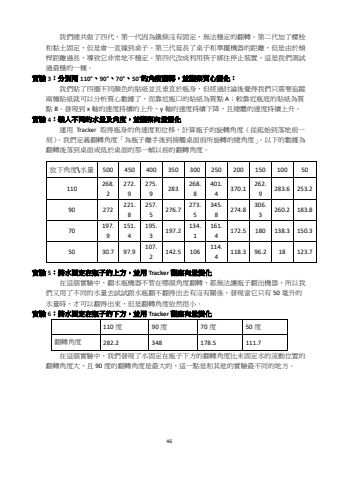 我們總共做了四代，第一代因為鐵條沒有固定，無法穩定的翻轉。第二代加了螺栓
和黏土固定，但是會一直撞到桌子。第三代延長了桌子和單擺機器的距離，但是由於槓
桿距離過長，導致它非常地不穩定。第四代改成利用筷子綁住停止裝置，這是我們測試
過最穩的一種。
實驗 3：分別用 110°、90°、70°、50°的角度翻轉，並觀察質心變化：
我們貼了四個不同顏色的貼紙並且垂直於瓶身，但經過討論後覺得我們只需要追蹤
兩種貼紙就可以分析質心數據了，而靠近瓶口的貼紙為質點 A；較靠近瓶底的貼紙為質
點 B。發現到 x 軸的速度持續的上升、y 軸的速度持續下降，且總體的速度持續上升。
實驗 4：裝入不同的水量及角度，並觀察向量變化
運用 Tracker 取得瓶身的角速度和位移，計算瓶子的旋轉角度（從起始到落地前一
刻）。我們定義翻轉角度「為瓶子離手後到接觸桌面前所旋轉的總角度」。以下的數據為
翻轉後落到桌面或低於桌面的那一幀以前的翻轉角度。
放下角度\水量 500 450 400 350 300 250 200 150 100 50
110 268.2 272.9 275.9 283 268.8 401.4 370.1 262.9 283.6 253.2
90 272 221.8 257.5 276.7 273.5 345.8 274.8 306.3 260.2 183.8
70 197.9 151.4 195.3 197.2 134.1 161.4 172.5 180 138.3 150.3
50 30.7 97.9 107.2 142.5 106 114.4 118.3 96.2 18 123.7
實驗 5：將水固定在瓶子的上方，並用 Tracker 觀察向量變化
在這個實驗中，翻水瓶機器不管在哪個角度翻轉，都無法讓瓶子翻出機器，所以我
們又用了不同的水量去試試跟水瓶翻不翻得出去有沒有關係，發現當它只有 50 毫升的
水量時，才可以翻得出來，但是翻轉角度依然很小。
實驗 6：將水固定在瓶子的下方，並用 Tracker 觀察向量變化
110 度 90 度 70 度 50 度
翻轉角度 282.2 348 178.5 111.7
在這個實驗中，我們發現了水固定在瓶子下方的翻轉角度比未固定水的流動位置的
翻轉角度大，且 90 度的翻轉角度是最大的，這一點是和其他的實驗最不同的地方。
46